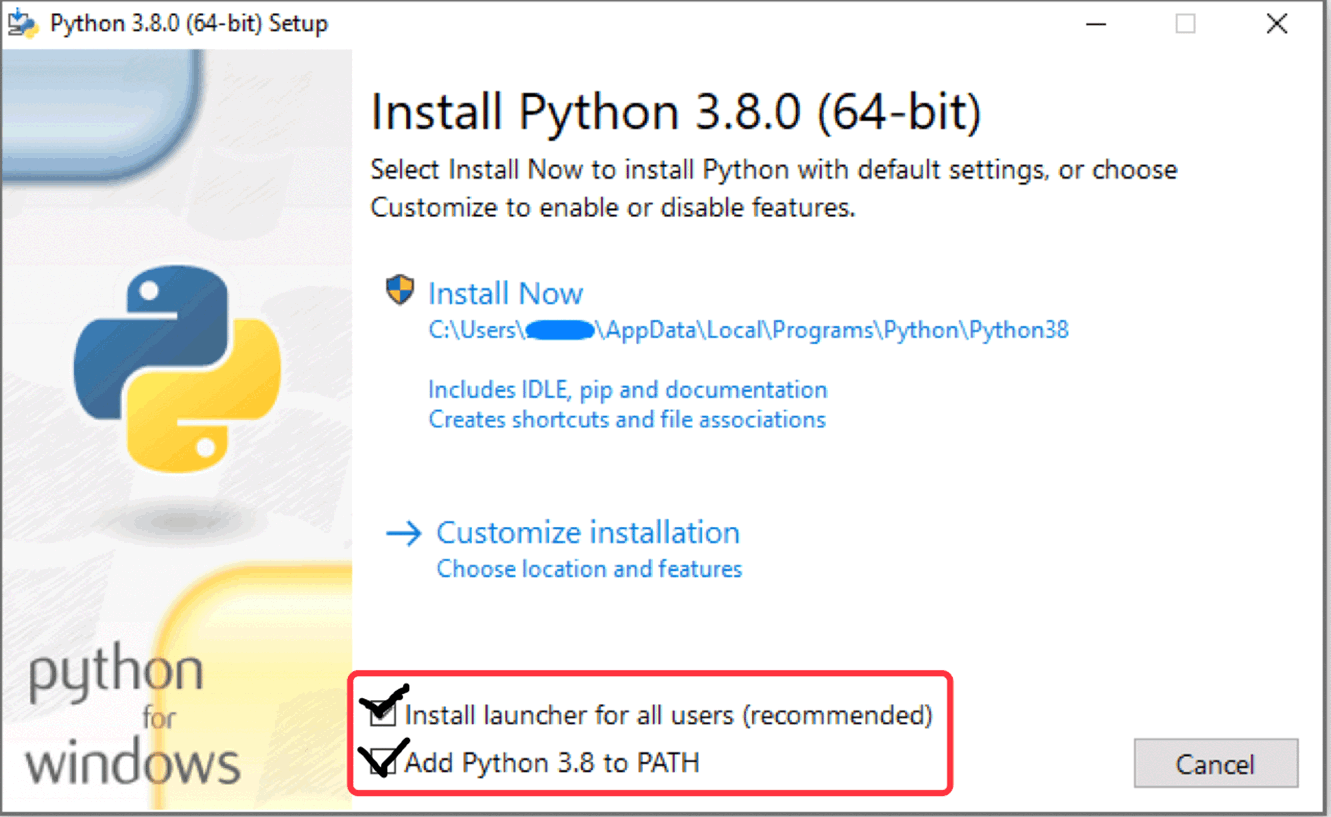 Python 3.8.0 (64-bit) Setup
Install Python 3.8.0 (64-bit)
Select Install Now to install Python with default settings, or choose
Customize to enable or disable features.
Install Now
C:\Users\ \AppData\Local\Programs\Python\Python38
Includes IDLE, pip and documentation
Creates shortcuts and file associations
Customize installation
Choose location and features
python
for
windows
Install launcher for all users (recommended)
Add Python 3.8 to PATH
Cancel